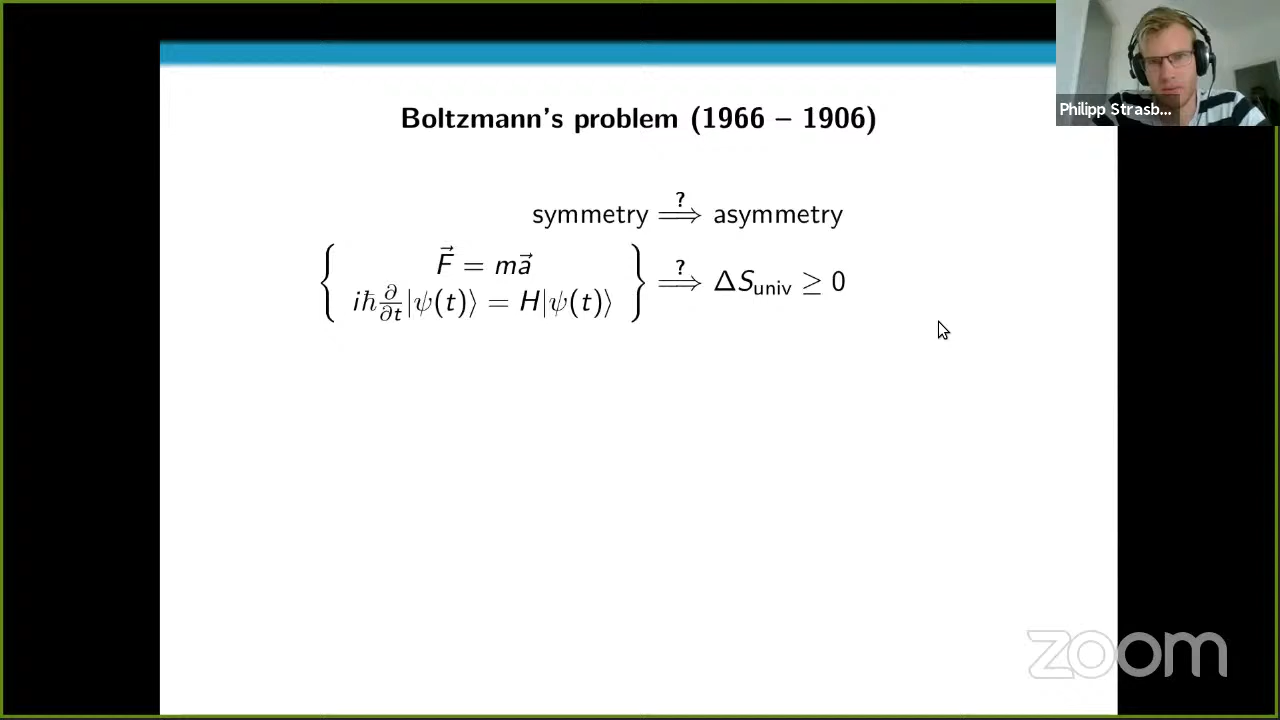 Boltzmann's problem (1966 – 1906)
Philipp Strasb...
symmetry ?⟹ asymmetry
{ F⃗ = ma⃗
iħ ∂/∂t |ψ(t)⟩ = H|ψ(t)⟩ } ?⟹ ΔS_univ ≥ 0
zoom